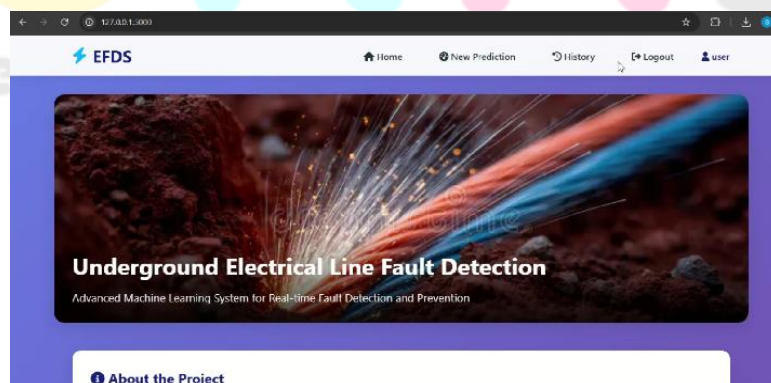 127.0.0.1:5000
EFDS
Home
New Prediction
History
Logout
user
Underground Electrical Line Fault Detection
Advanced Machine Learning System for Real-time Fault Detection and Prevention
About the Project